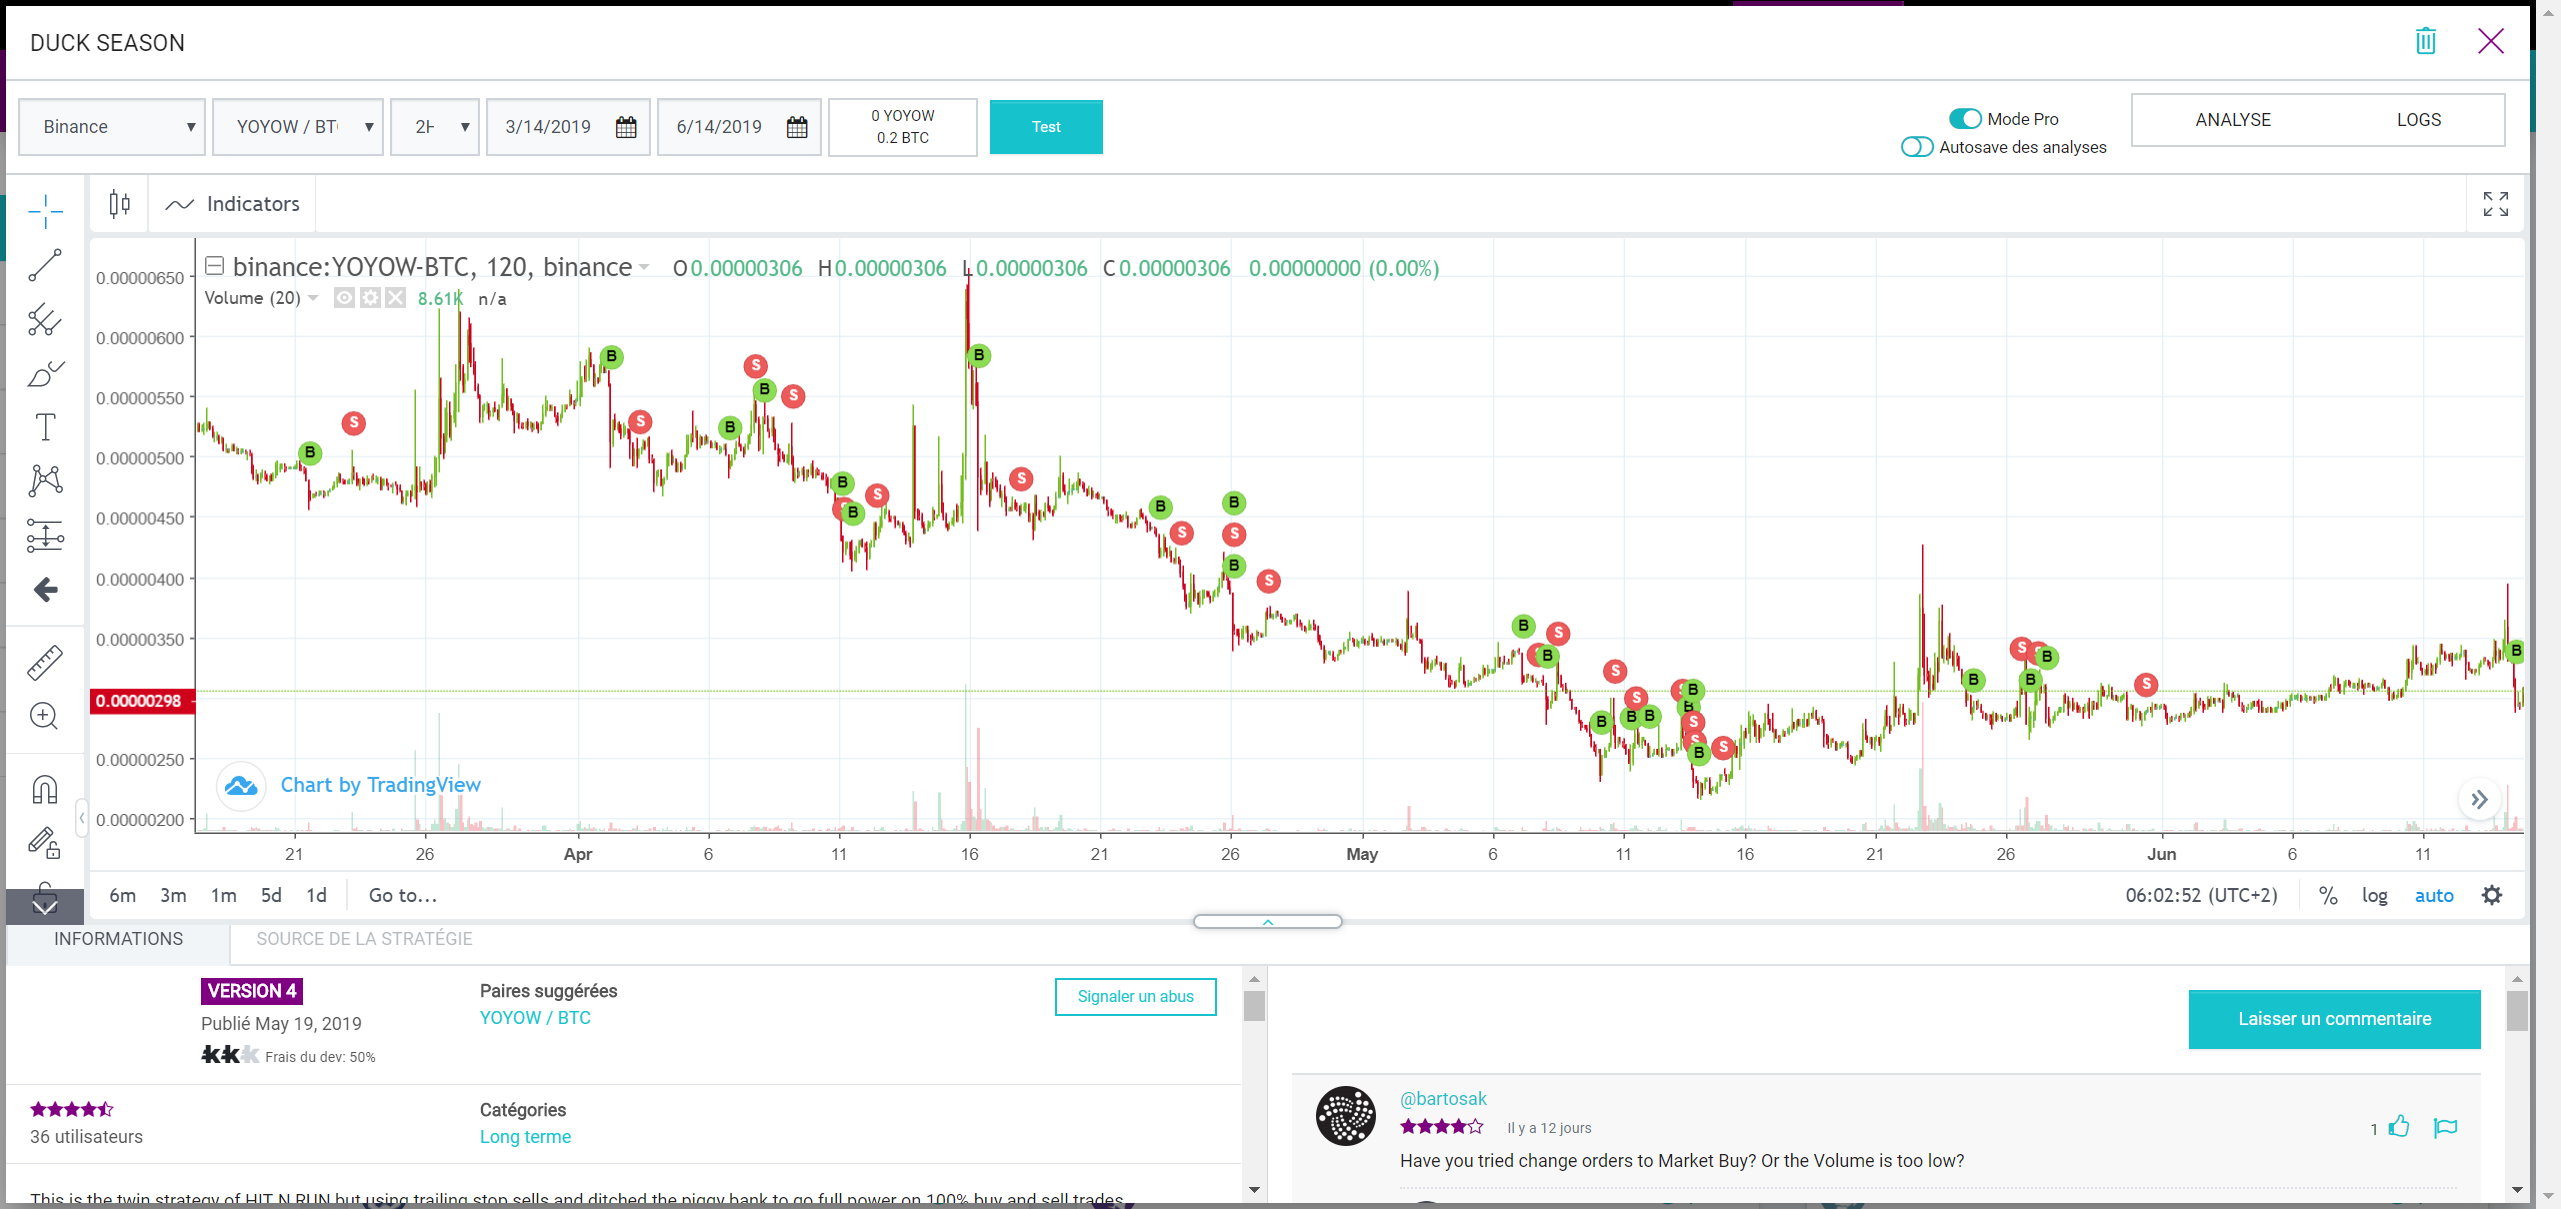 DUCK SEASON
Binance
YOYOW / BT
2H
3/14/2019
6/14/2019
0 YOYOW
0.2 BTC
Test
Mode Pro
Autosave des analyses
ANALYSE
LOGS
Indicators
binance:YOYOW-BTC, 120, binance O0.00000306 H0.00000306 L0.00000306 C0.00000306 0.00000000 (0.00%)
Volume (20) 8.61K n/a
0.00000650
0.00000600
0.00000550
0.00000500
0.00000450
0.00000400
0.00000350
0.00000298
0.00000250
0.00000200
Chart by TradingView
21 26 Apr 6 11 16 21 26 May 6 11 16 21 26 Jun 6 11
6m 3m 1m 5d 1d Go to...
06:02:52 (UTC+2) % log auto
INFORMATIONS
SOURCE DE LA STRATÉGIE
VERSION 4
Publié May 19, 2019
Frais du dev: 50%
Paires suggérées
YOYOW / BTC
Signaler un abus
36 utilisateurs
Catégories
Long terme
This is the twin strategy of HIT N RUN but using trailing stop sells and ditched the piggy bank to go full power on 100% buy and sell trades
Laisser un commentaire
@bartosak
Il y a 12 jours
1
Have you tried change orders to Market Buy? Or the Volume is too low?